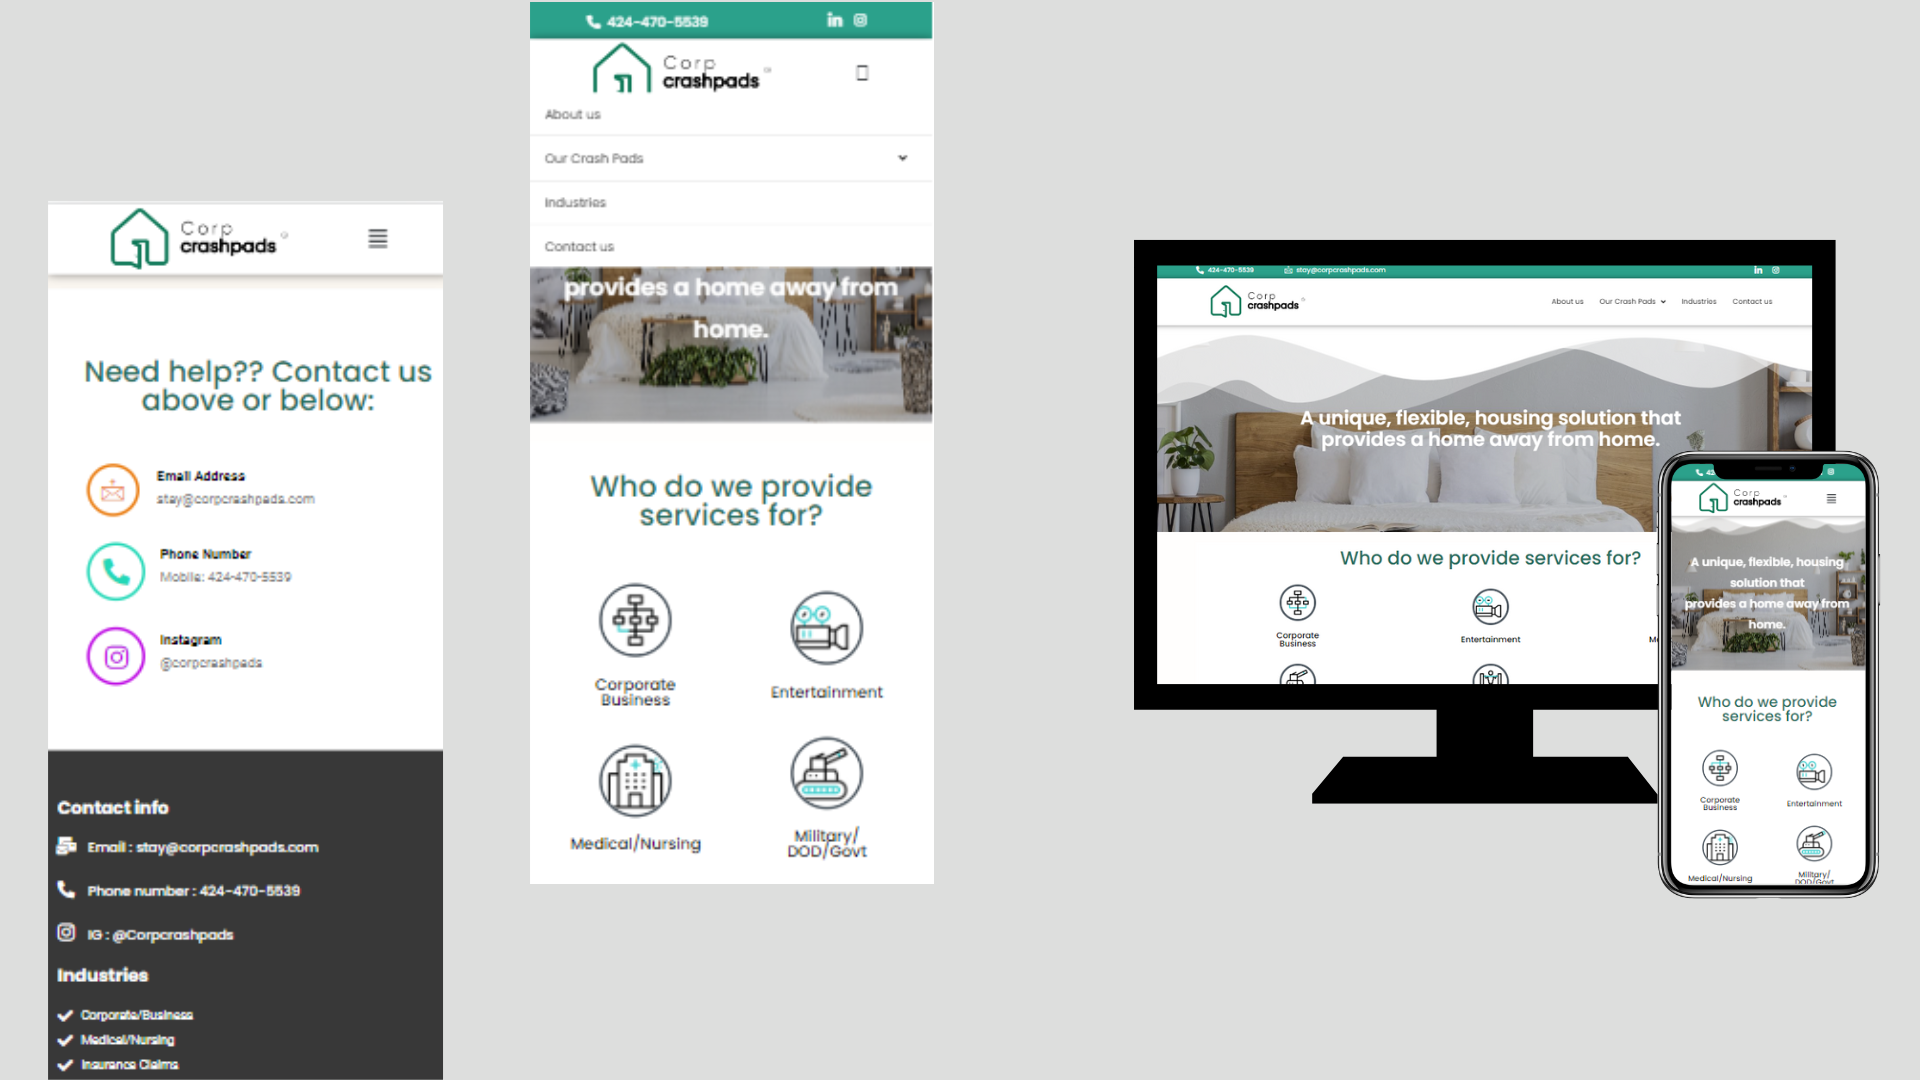 Corp
crashpads
Need help?? Contact us
above or below:
Email Address
stay@corpcrashpads.com
Phone Number
Mobile: 424-470-5539
Instagram
@corpcrashpads
Contact info
Email : stay@corpcrashpads.com
Phone number : 424-470-5539
IG : @Corpcrashpads
Industries
Corporate/Business
Medical/Nursing
Insurance Claims
424-470-5539
Corp
crashpads
About us
Our Crash Pads
Industries
Contact us
provides a home away from
home.
Who do we provide
services for?
Corporate
Business
Entertainment
Medical/Nursing
Military/
DOD/Govt
424-470-5539 stay@corpcrashpads.com
Corp
crashpads
About us Our Crash Pads Industries Contact us
A unique, flexible, housing solution that
provides a home away from home.
Who do we provide services for?
Corporate
Business
Entertainment
Corp
crashpads
A unique, flexible, housing
solution that
provides a home away from
home.
Who do we provide
services for?
Corporate
Business
Entertainment
Medical/Nursing
Military/
DOD/Govt